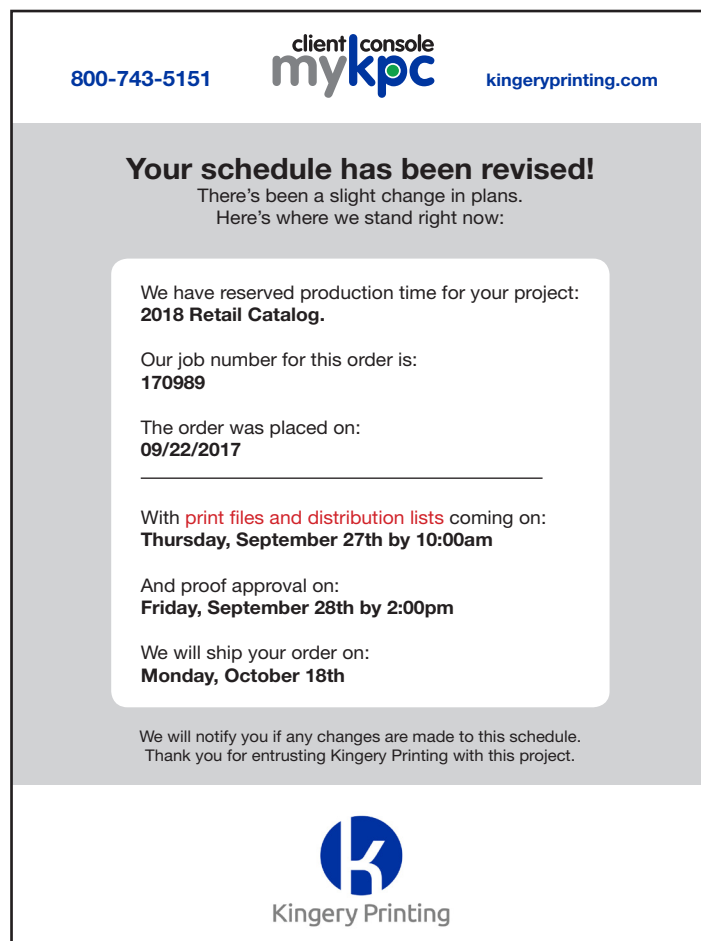 800-743-5151
client console
mykpc
kingeryprinting.com
Your schedule has been revised!
There's been a slight change in plans.
Here's where we stand right now:
We have reserved production time for your project:
2018 Retail Catalog.
Our job number for this order is:
170989
The order was placed on:
09/22/2017
With print files and distribution lists coming on:
Thursday, September 27th by 10:00am
And proof approval on:
Friday, September 28th by 2:00pm
We will ship your order on:
Monday, October 18th
We will notify you if any changes are made to this schedule.
Thank you for entrusting Kingery Printing with this project.
k
Kingery Printing